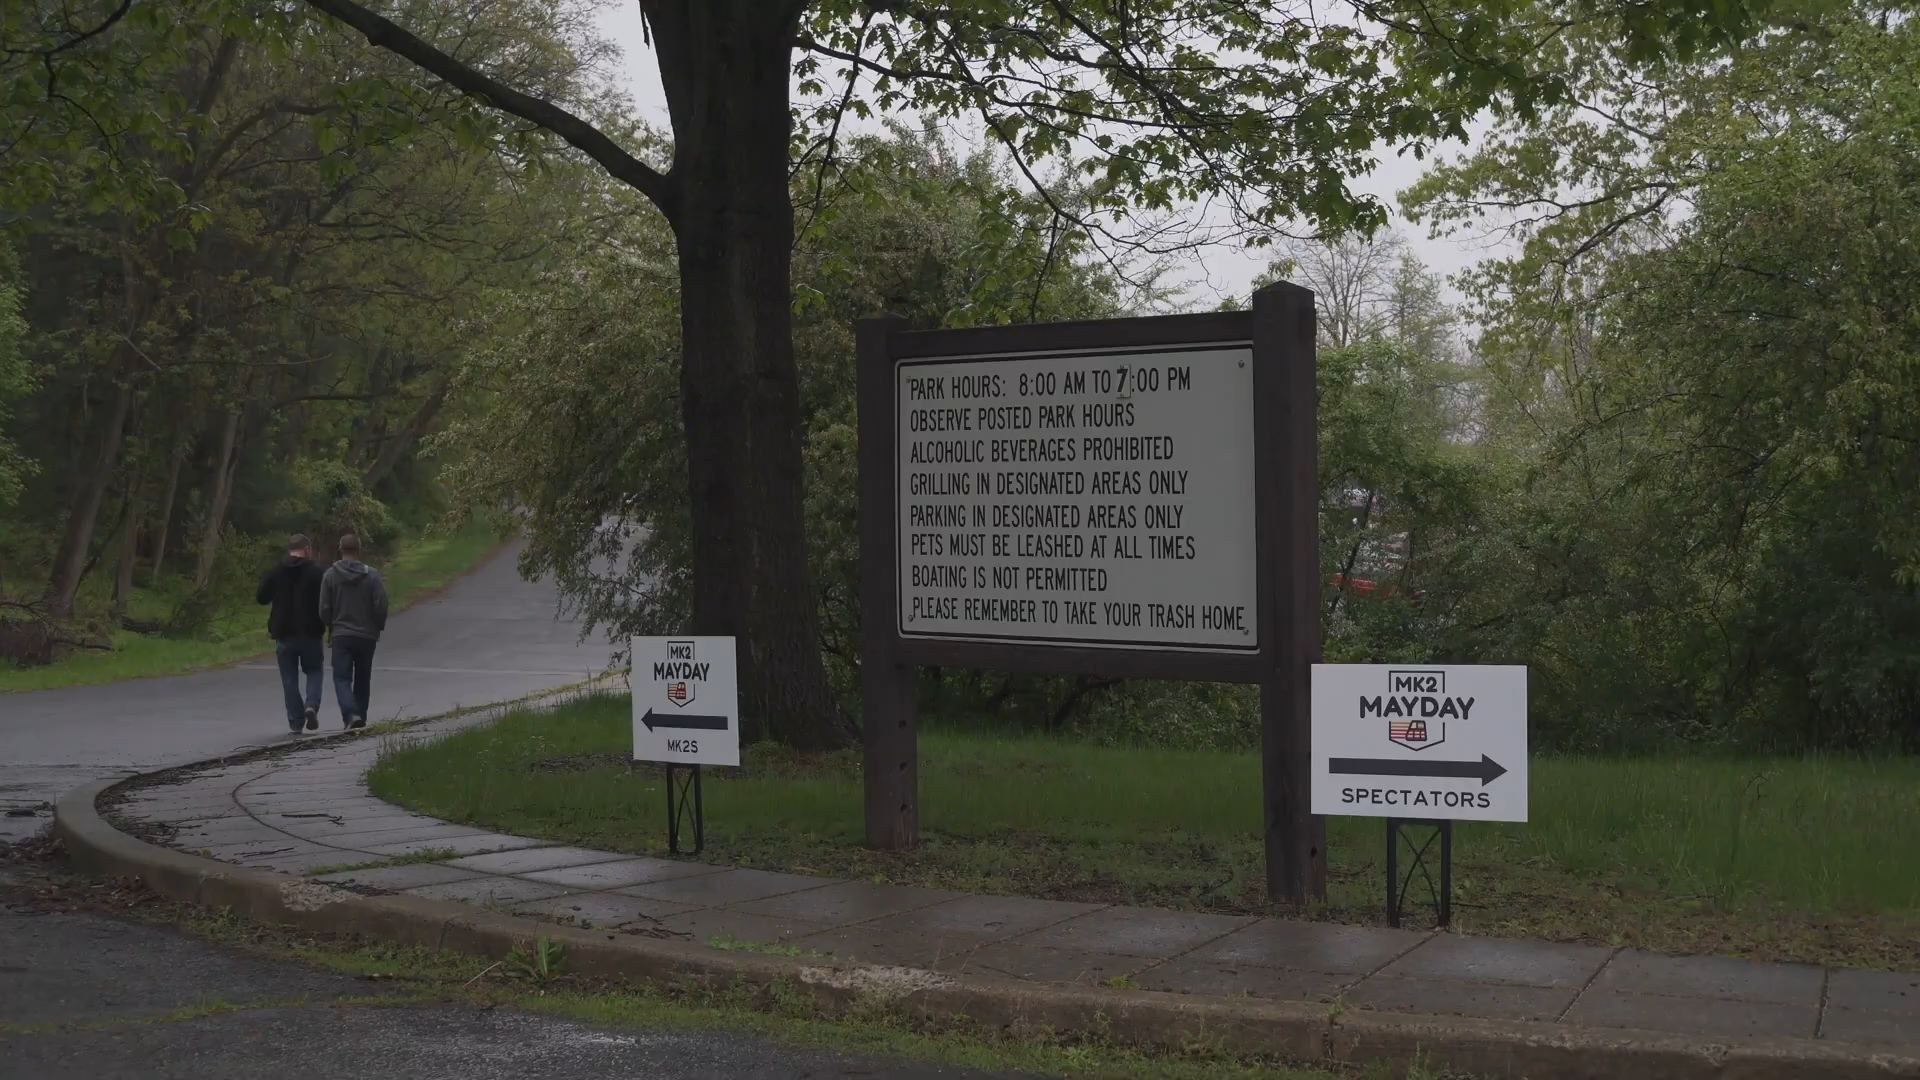 PARK HOURS: 8:00 AM TO 7:00 PM
OBSERVE POSTED PARK HOURS
ALCOHOLIC BEVERAGES PROHIBITED
GRILLING IN DESIGNATED AREAS ONLY
PARKING IN DESIGNATED AREAS ONLY
PETS MUST BE LEASHED AT ALL TIMES
BOATING IS NOT PERMITTED
PLEASE REMEMBER TO TAKE YOUR TRASH HOME
MK2
MAYDAY
MK2S
MK2
MAYDAY
SPECTATORS